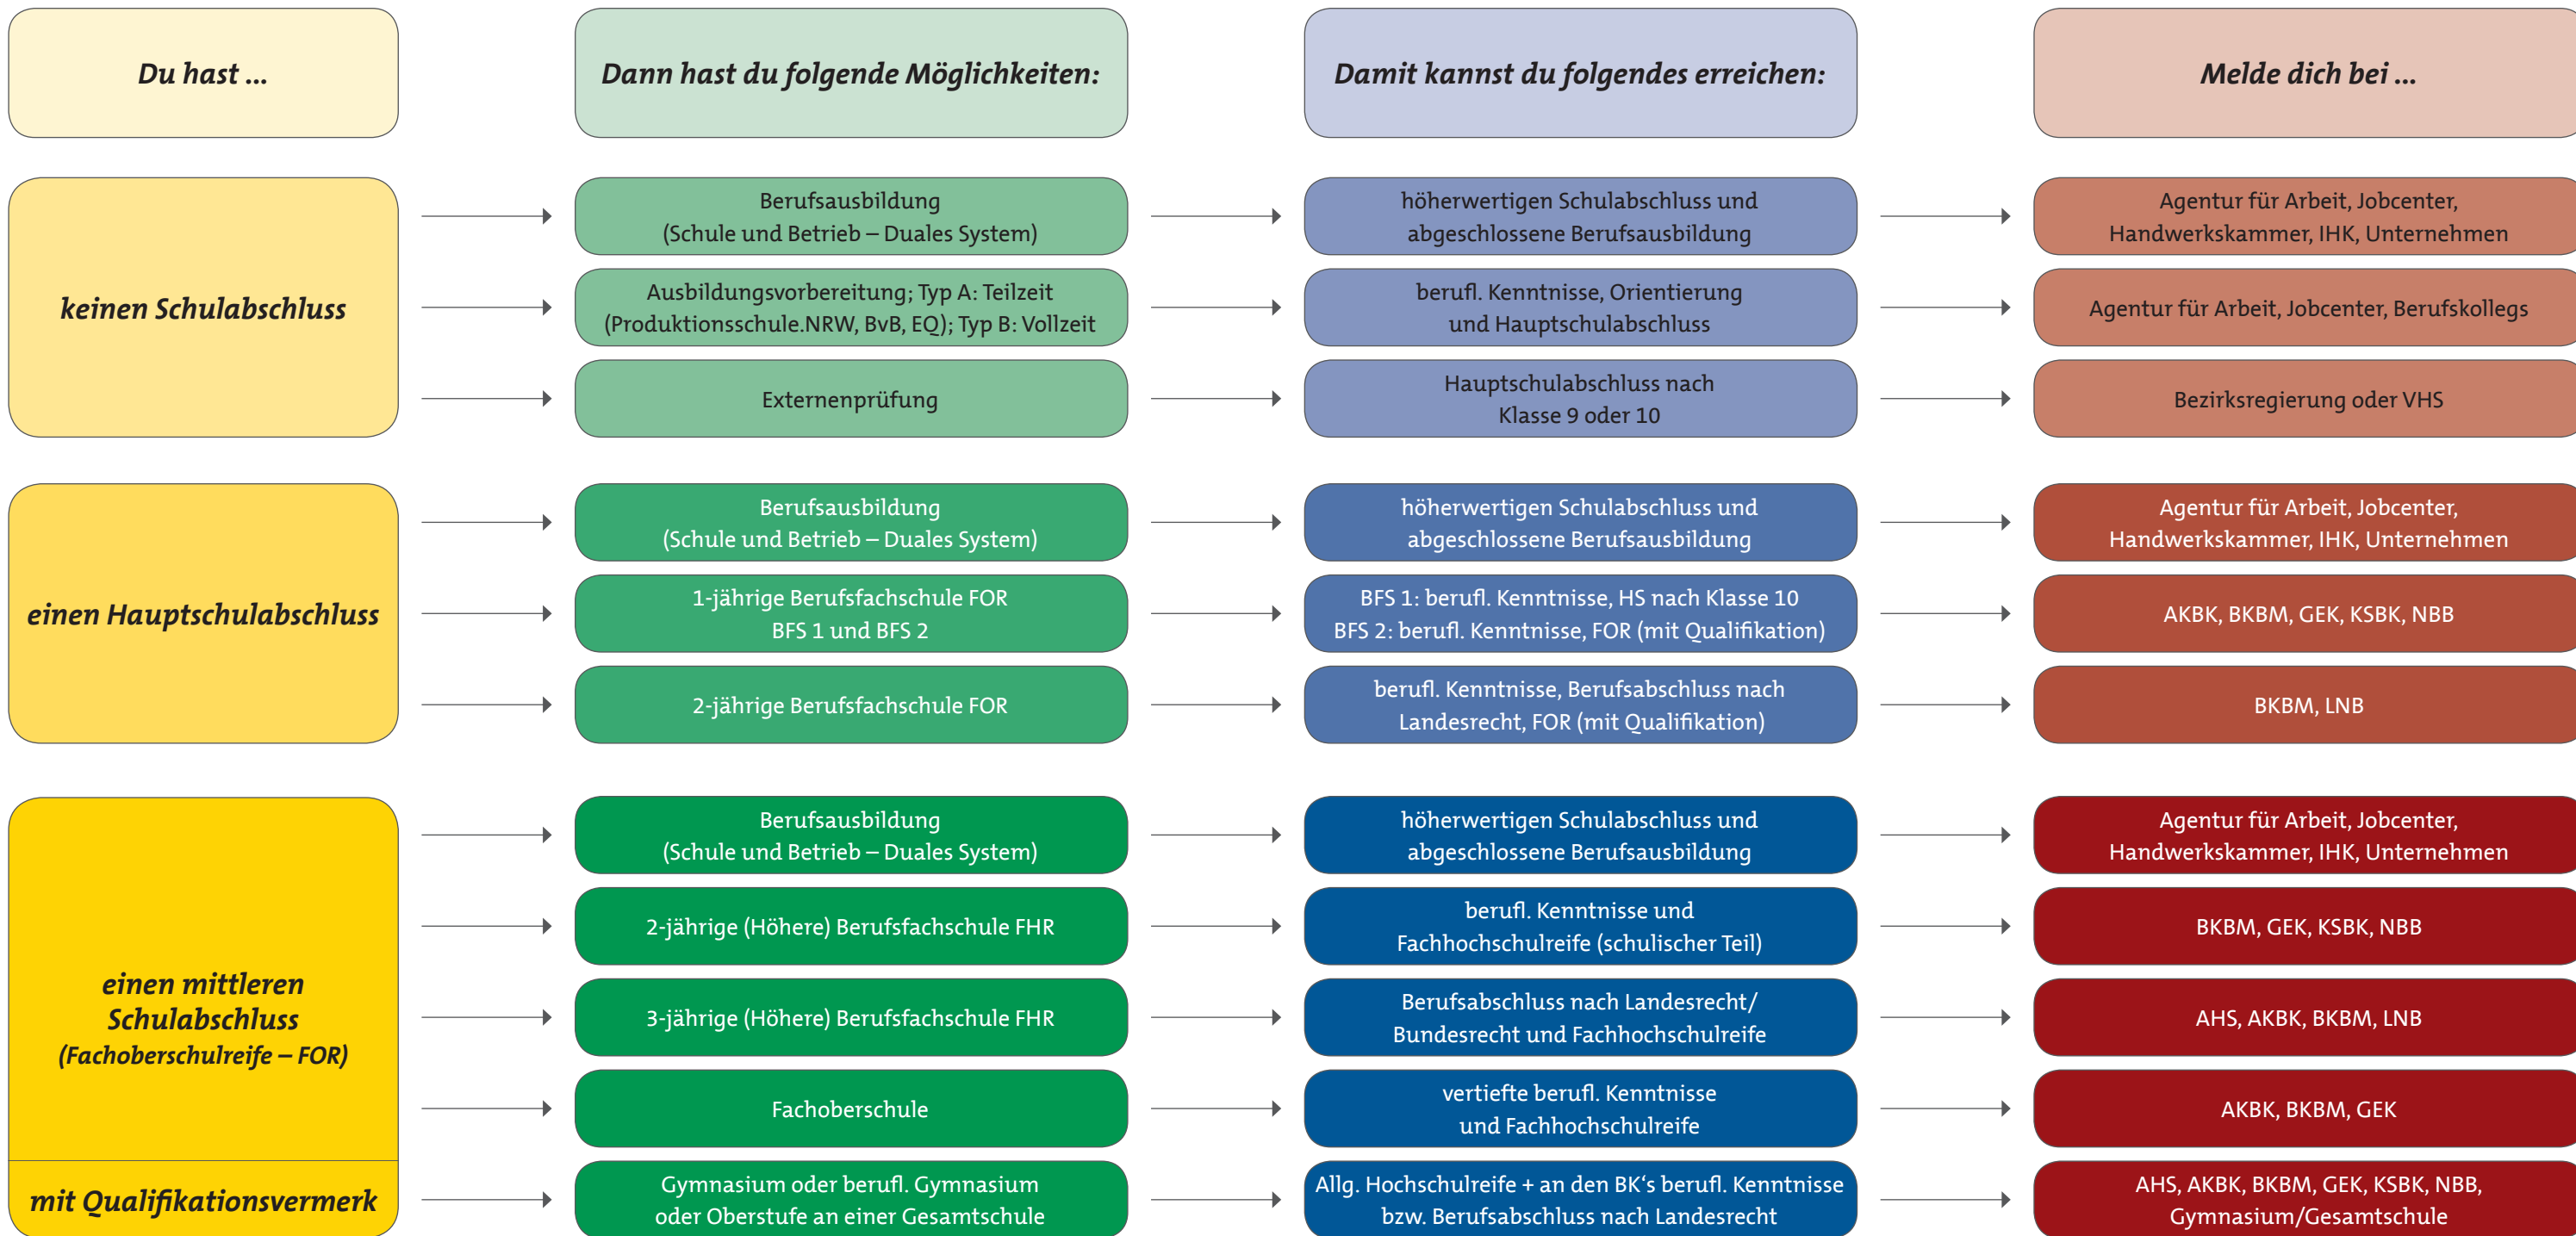 Du hast ...
Dann hast du folgende Möglichkeiten:
Damit kannst du folgendes erreichen:
Melde dich bei ...
keinen Schulabschluss
Berufsausbildung
(Schule und Betrieb – Duales System)
höherwertigen Schulabschluss und
abgeschlossene Berufsausbildung
Agentur für Arbeit, Jobcenter,
Handwerkskammer, IHK, Unternehmen
Ausbildungsvorbereitung; Typ A: Teilzeit
(Produktionsschule.NRW, BvB, EQ); Typ B: Vollzeit
berufl. Kenntnisse, Orientierung
und Hauptschulabschluss
Agentur für Arbeit, Jobcenter, Berufskollegs
Externenprüfung
Hauptschulabschluss nach
Klasse 9 oder 10
Bezirksregierung oder VHS
einen Hauptschulabschluss
Berufsausbildung
(Schule und Betrieb – Duales System)
höherwertigen Schulabschluss und
abgeschlossene Berufsausbildung
Agentur für Arbeit, Jobcenter,
Handwerkskammer, IHK, Unternehmen
1-jährige Berufsfachschule FOR
BFS 1 und BFS 2
BFS 1: berufl. Kenntnisse, HS nach Klasse 10
BFS 2: berufl. Kenntnisse, FOR (mit Qualifikation)
AKBK, BKBM, GEK, KSBK, NBB
2-jährige Berufsfachschule FOR
berufl. Kenntnisse, Berufsabschluss nach
Landesrecht, FOR (mit Qualifikation)
BKBM, LNB
einen mittleren
Schulabschluss
(Fachoberschulreife – FOR)
Berufsausbildung
(Schule und Betrieb – Duales System)
höherwertigen Schulabschluss und
abgeschlossene Berufsausbildung
Agentur für Arbeit, Jobcenter,
Handwerkskammer, IHK, Unternehmen
2-jährige (Höhere) Berufsfachschule FHR
berufl. Kenntnisse und
Fachhochschulreife (schulischer Teil)
BKBM, GEK, KSBK, NBB
3-jährige (Höhere) Berufsfachschule FHR
Berufsabschluss nach Landesrecht/
Bundesrecht und Fachhochschulreife
AHS, AKBK, BKBM, LNB
Fachoberschule
vertiefte berufl. Kenntnisse
und Fachhochschulreife
AKBK, BKBM, GEK
mit Qualifikationsvermerk
Gymnasium oder berufl. Gymnasium
oder Oberstufe an einer Gesamtschule
Allg. Hochschulreife + an den BK‘s berufl. Kenntnisse
bzw. Berufsabschluss nach Landesrecht
AHS, AKBK, BKBM, GEK, KSBK, NBB,
Gymnasium/Gesamtschule